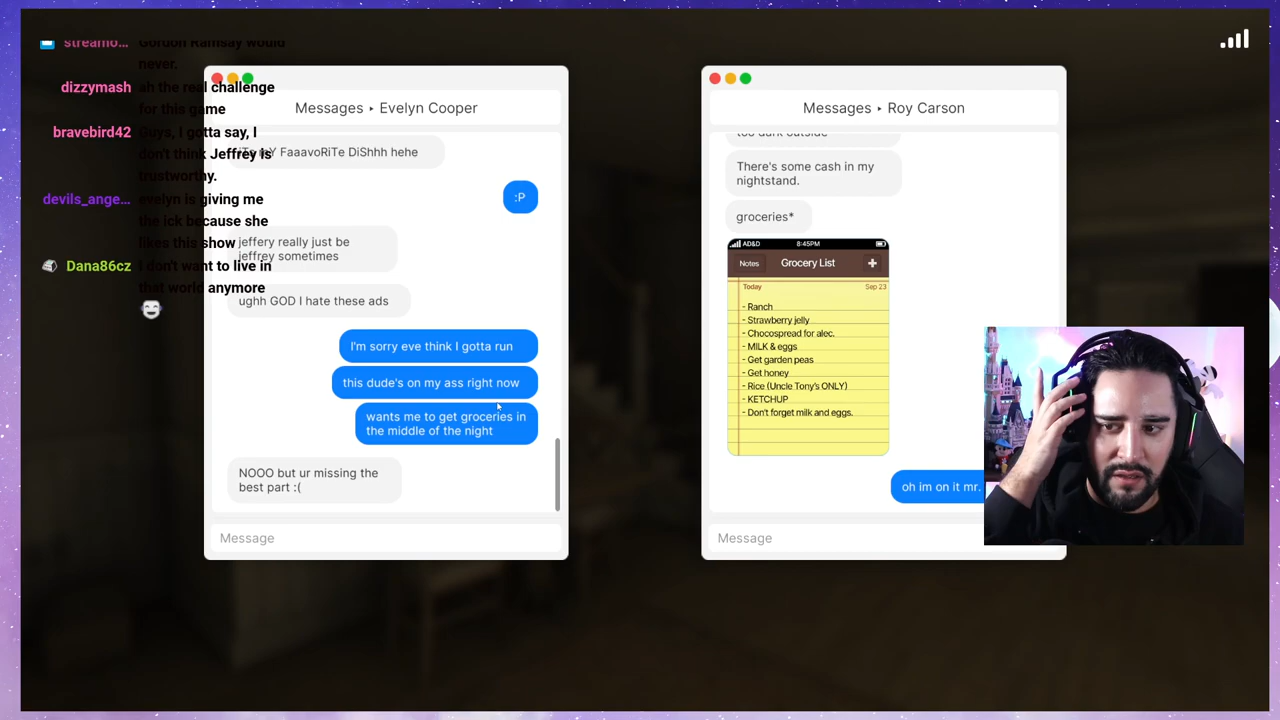 streamo...
Gordon Ramsay would
never.
dizzymash
ah the real challenge
for this game
bravebird42
Guys, I gotta say, I
don't think Jeffrey is
trustworthy.
devils_ange...
evelyn is giving me
the ick because she
likes this show
Dana86cz
I don't want to live in
that world anymore
Messages ‣ Evelyn Cooper
mY FaaavoRiTe DiShhh hehe
:P
jeffery really just be
jeffrey sometimes
ughh GOD I hate these ads
I'm sorry eve think I gotta run
this dude's on my ass right now
wants me to get groceries in
the middle of the night
NOOO but ur missing the
best part :(
Message
Messages ‣ Roy Carson
too dark outside
There's some cash in my
nightstand.
groceries*
AD&D 8:45PM
Notes Grocery List +
Today Sep 23
- Ranch
- Strawberry jelly
- Chocospread for alec.
- MILK & eggs
- Get garden peas
- Get honey
- Rice (Uncle Tony's ONLY)
- KETCHUP
- Don't forget milk and eggs.
oh im on it mr.
Message